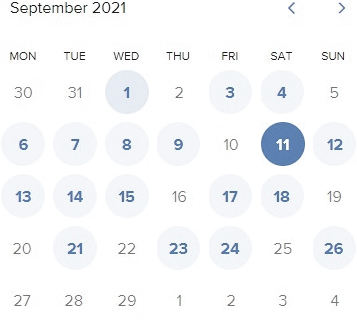 September 2021
MON TUE WED THU FRI SAT SUN
30 31 1 2 3 4 5
6 7 8 9 10 11 12
13 14 15 16 17 18 19
20 21 22 23 24 25 26
27 28 29 1 2 3 4